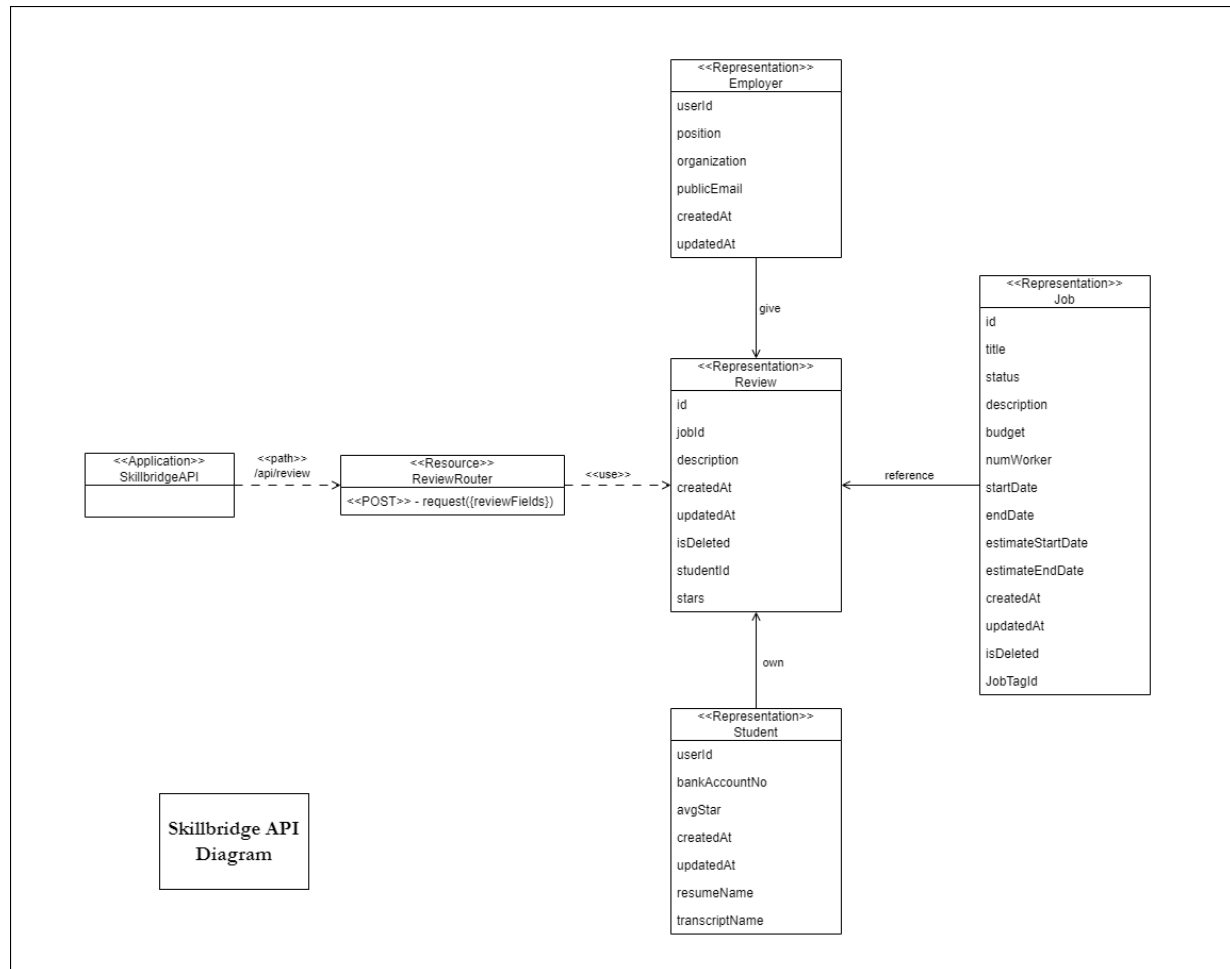 <<Representation>>
Employer
userId
position
organization
publicEmail
createdAt
updatedAt
give
<<Representation>>
Job
id
title
status
description
budget
numWorker
startDate
endDate
estimateStartDate
estimateEndDate
createdAt
updatedAt
isDeleted
JobTagId
<<Representation>>
Review
id
jobId
description
createdAt
updatedAt
isDeleted
studentId
stars
<<Application>>
SkillbridgeAPI
<<path>>
/api/review
<<Resource>>
ReviewRouter
<<POST>> - request({reviewFields})
<<use>>
reference
own
<<Representation>>
Student
userId
bankAccountNo
avgStar
createdAt
updatedAt
resumeName
transcriptName
Skillbridge API
Diagram